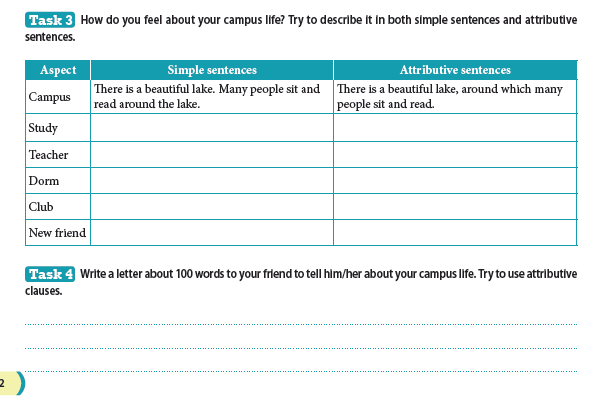 Task 3 How do you feel about your campus life? Try to describe it in both simple sentences and attributive
sentences.
Aspect Simple sentences Attributive sentences
Campus There is a beautiful lake. Many people sit and There is a beautiful lake, around which many
read around the lake. people sit and read.
Study
Teacher
Dorm
Club
New friend
Task 4 Write a letter about 100 words to your friend to tell him/her about your campus life. Try to use attributive
clauses.
2